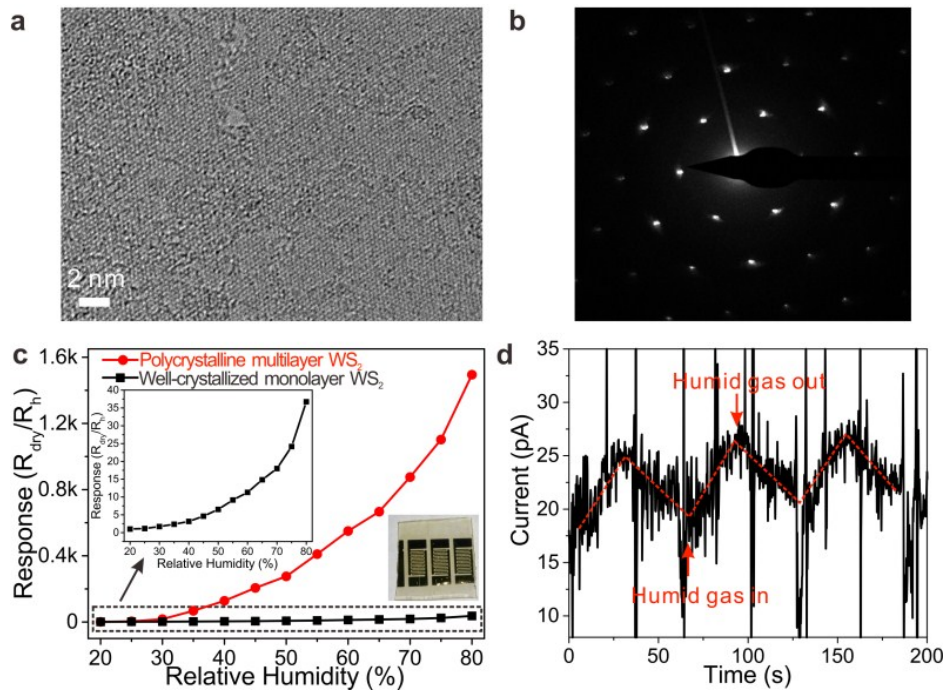 a
2 nm
b
c
Polycrystalline multilayer WS₂
Well-crystallized monolayer WS₂
Response (R_dry/R_h)
1.6k
1.2k
0.8k
0.4k
0
20 30 40 50 60 70 80
Relative Humidity (%)
Response (R_dry/R_h)
40
35
30
25
20
15
10
5
0
20 30 40 50 60 70 80
Relative Humidity (%)
d
Current (pA)
35
30
25
20
15
10
Humid gas out
Humid gas in
0 50 100 150 200
Time (s)